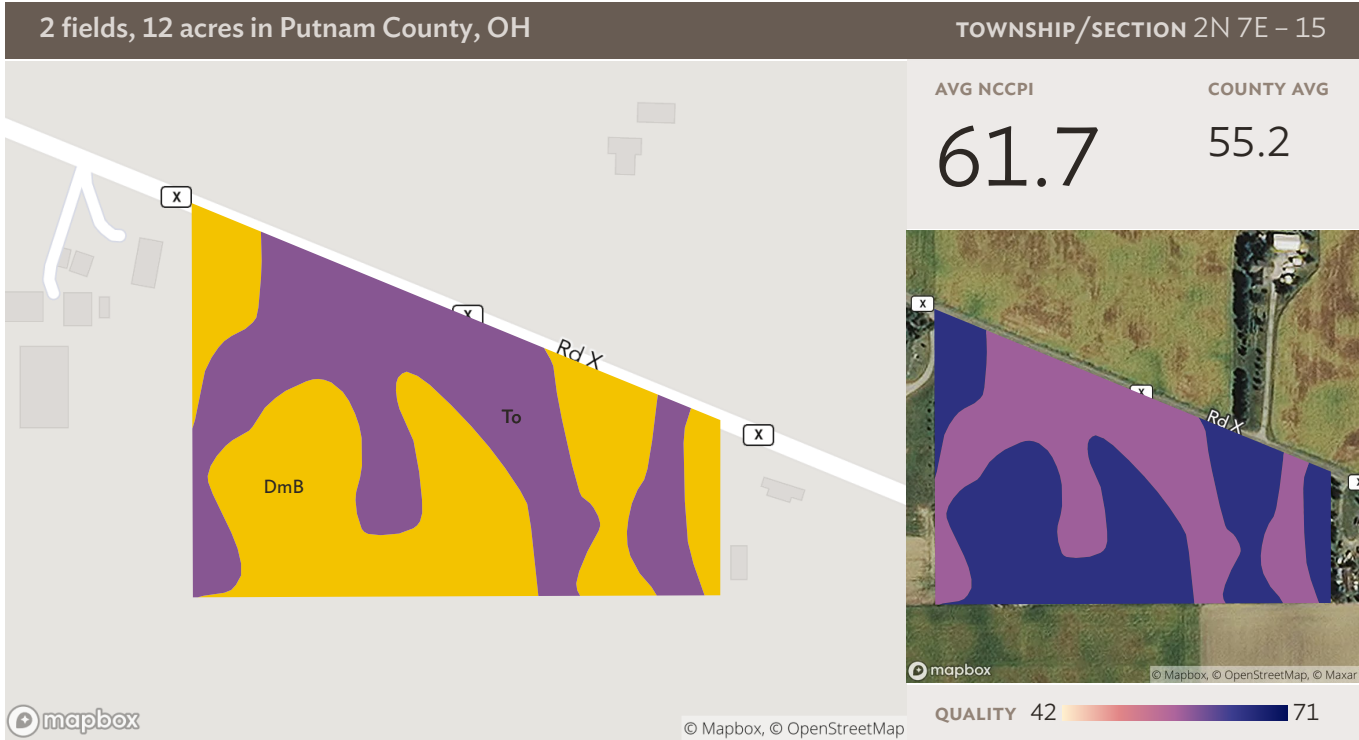 2 fields, 12 acres in Putnam County, OH
TOWNSHIP/SECTION 2N 7E – 15
AVG NCCPI
COUNTY AVG
61.7
55.2
X
X
Rd X
To
X
DmB
X
X
Rd X
X
mapbox
© Mapbox, © OpenStreetMap
mapbox
© Mapbox, © OpenStreetMap, © Maxar
QUALITY 42 71